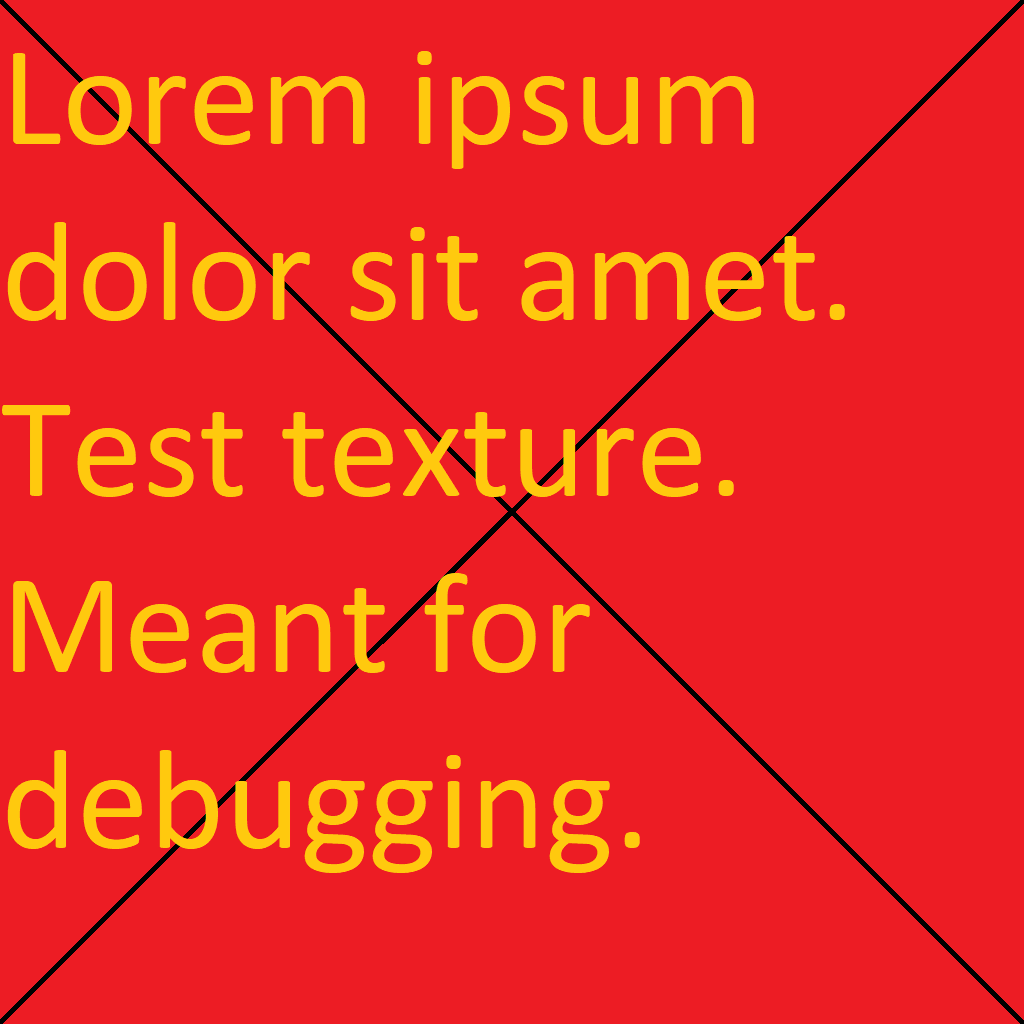 Lorem ipsum
dolor sit amet.
Test texture.
Meant for
debugging.